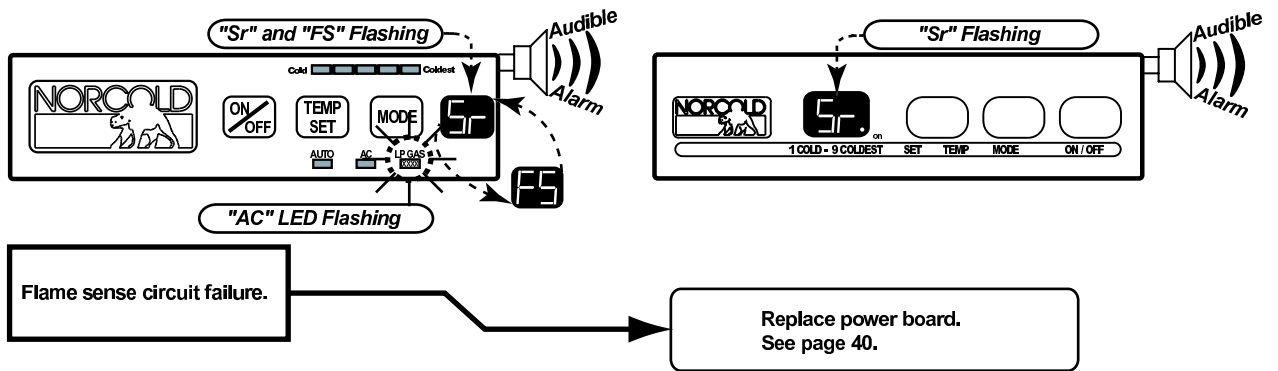 "Sr" and "FS" Flashing
Audible
Alarm
Cold Coldest
NORCOLD
ON/OFF
TEMP SET
MODE
Sr
AUTO AC LP GAS
FS
"AC" LED Flashing
"Sr" Flashing
Audible
Alarm
NORCOLD
Sr.
on
1 COLD - 9 COLDEST SET TEMP MODE ON / OFF
Flame sense circuit failure.
Replace power board.
See page 40.